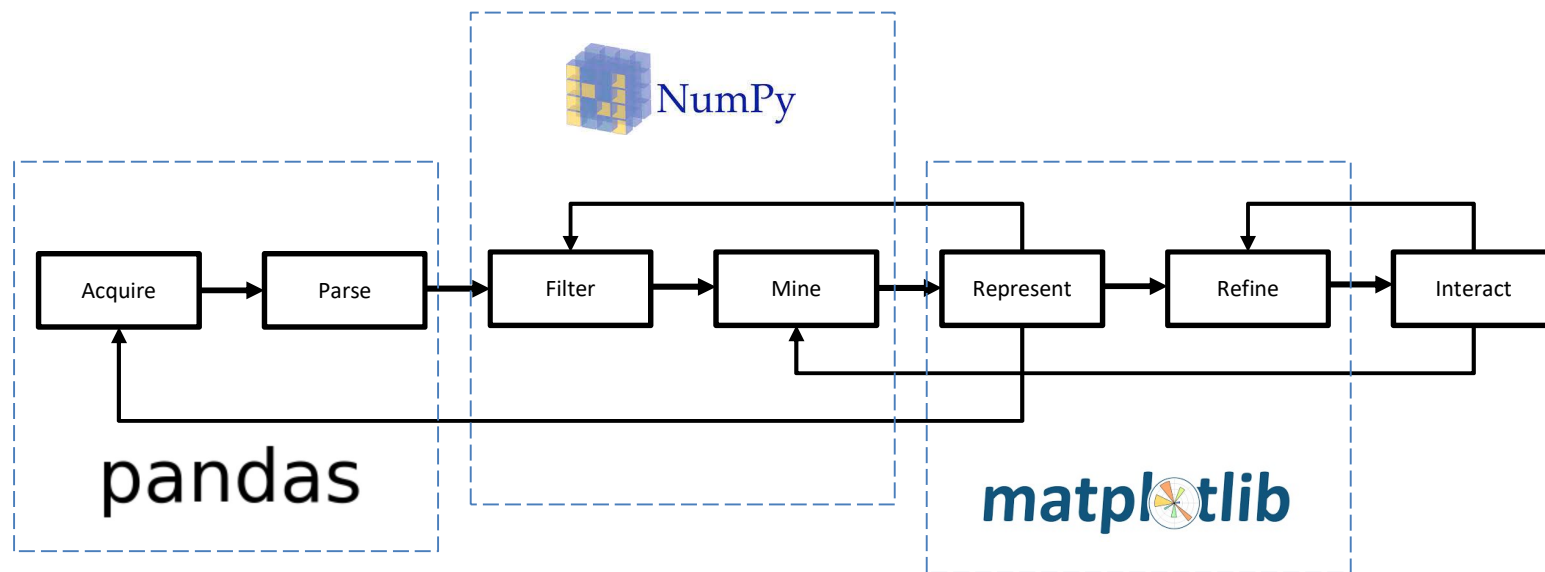 NumPy
Acquire
Parse
Filter
Mine
Represent
Refine
Interact
pandas
matplotlib